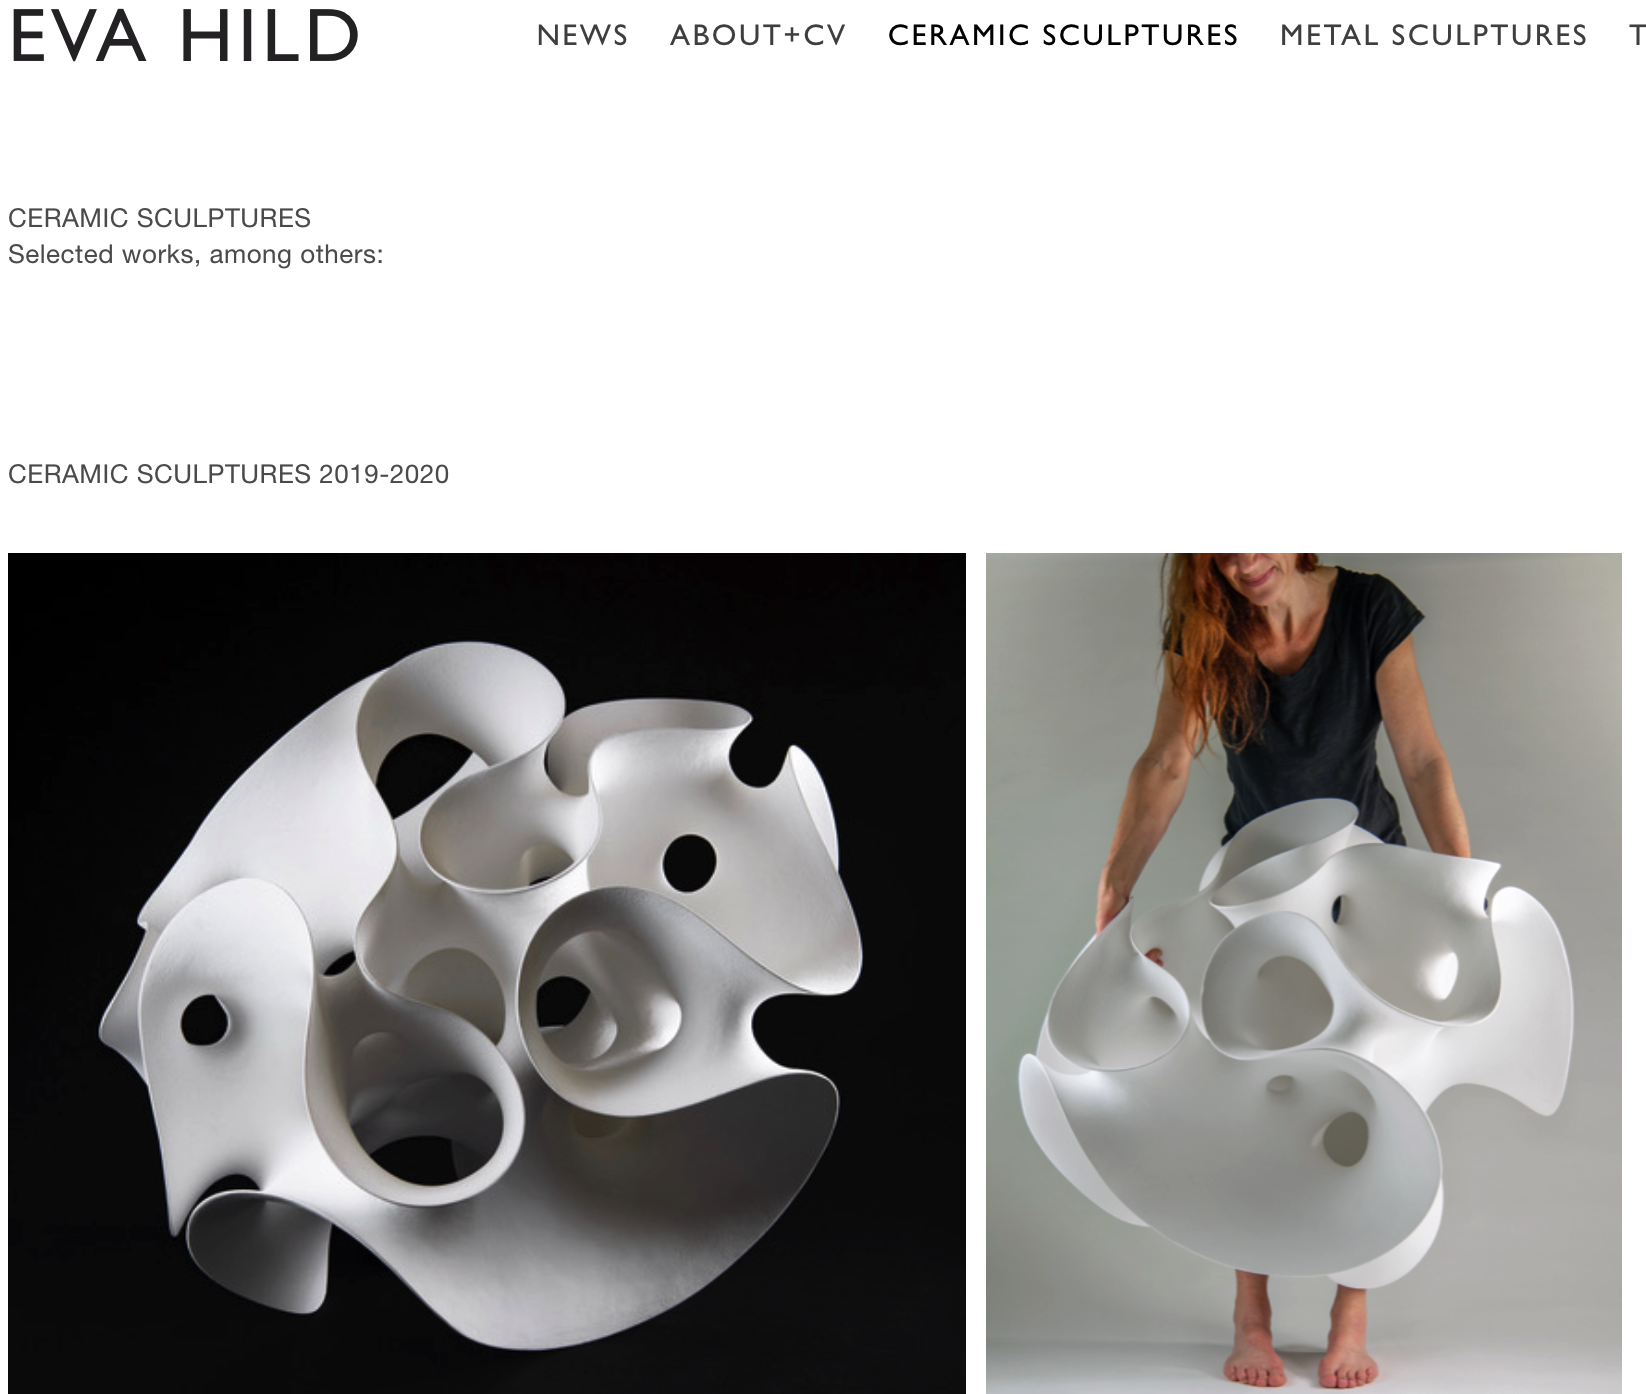 EVA HILD
NEWS ABOUT+CV CERAMIC SCULPTURES METAL SCULPTURES
CERAMIC SCULPTURES
Selected works, among others:
CERAMIC SCULPTURES 2019-2020